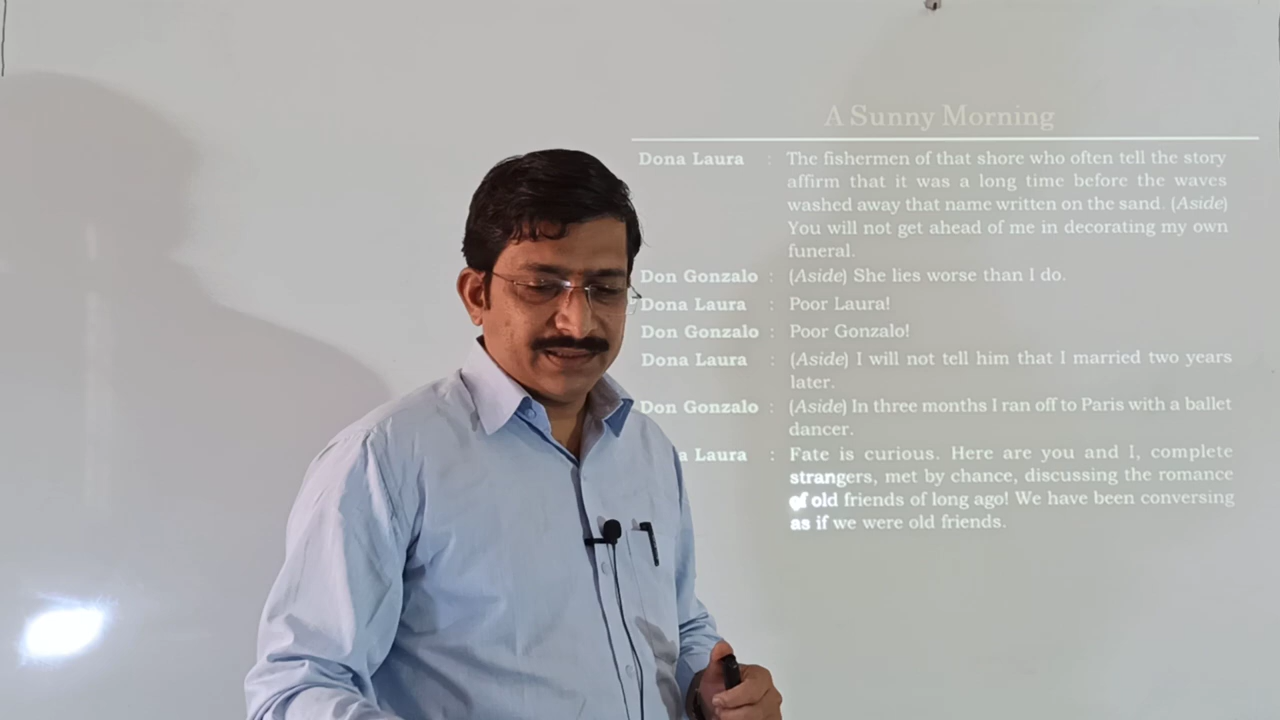 A Sunny Morning
Dona Laura : The fishermen of that shore who often tell the story
affirm that it was a long time before the waves
washed away that name written on the sand. (Aside)
You will not get ahead of me in decorating my own
funeral.
Don Gonzalo : (Aside) She lies worse than I do.
Dona Laura : Poor Laura!
Don Gonzalo : Poor Gonzalo!
Dona Laura : (Aside) I will not tell him that I married two years
later.
Don Gonzalo : (Aside) In three months I ran off to Paris with a ballet
dancer.
a Laura : Fate is curious. Here are you and I, complete
strangers, met by chance, discussing the romance
of old friends of long ago! We have been conversing
as if we were old friends.